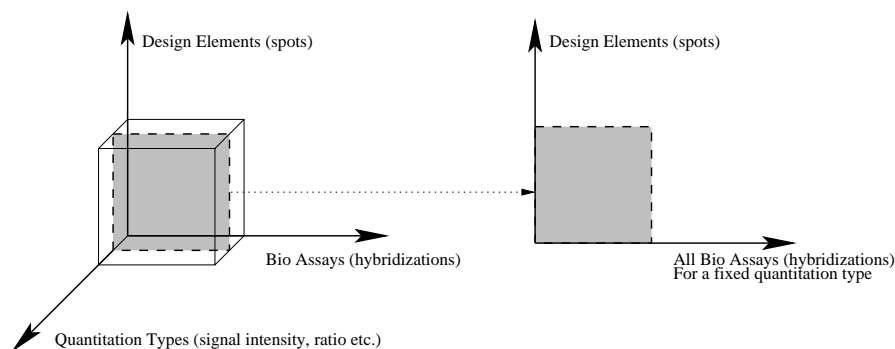 Design Elements (spots)
Bio Assays (hybridizations)
Quantitation Types (signal intensity, ratio etc.)
Design Elements (spots)
All Bio Assays (hybridizations)
For a fixed quantitation type